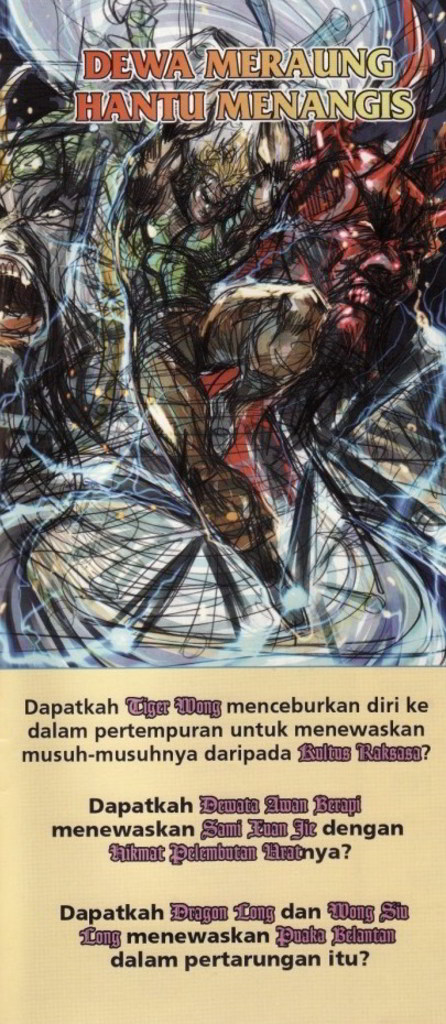 DEWA MERAUNG
HANTU MENANGIS
Dapatkah Tiger Wong menceburkan diri ke
dalam pertempuran untuk menewaskan
musuh-musuhnya daripada Kultus Raksasa?
Dapatkah Dewata Awan Berapi
menewaskan Sami Xuan Jie dengan
Hikmat Pelembutan Uratnya?
Dapatkah Dragon Long dan Wong Siu
Long menewaskan Puaka Belantan
dalam pertarungan itu?